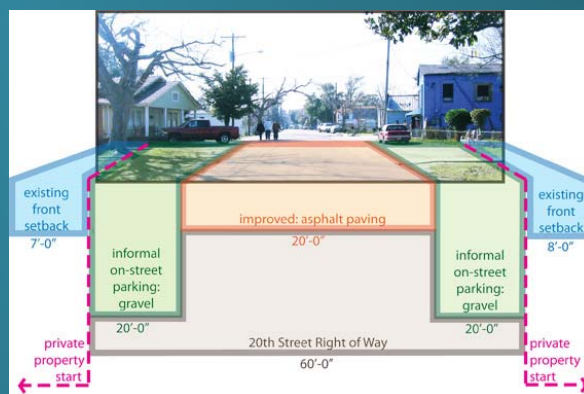 existing
front
setback
7'-0"
improved: asphalt paving
20'-0"
existing
front
setback
8'-0"
informal
on-street
parking:
gravel
20'-0"
informal
on-street
parking:
gravel
20'-0"
20th Street Right of Way
60'-0"
private
property
start
private
property
start